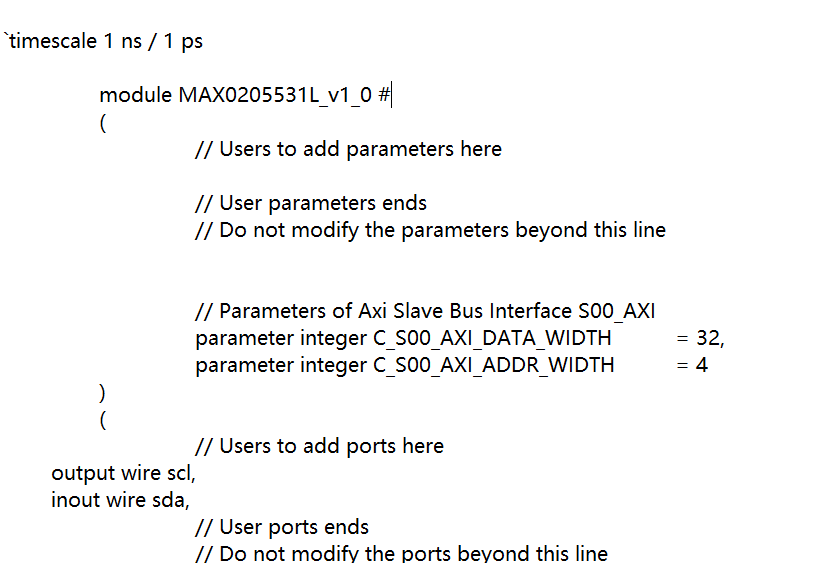 `timescale 1 ns / 1 ps
module MAX0205531L_v1_0 #
(
// Users to add parameters here
// User parameters ends
// Do not modify the parameters beyond this line
// Parameters of Axi Slave Bus Interface S00_AXI
parameter integer C_S00_AXI_DATA_WIDTH = 32,
parameter integer C_S00_AXI_ADDR_WIDTH = 4
)
(
// Users to add ports here
output wire scl,
inout wire sda,
// User ports ends
// Do not modify the ports beyond this line